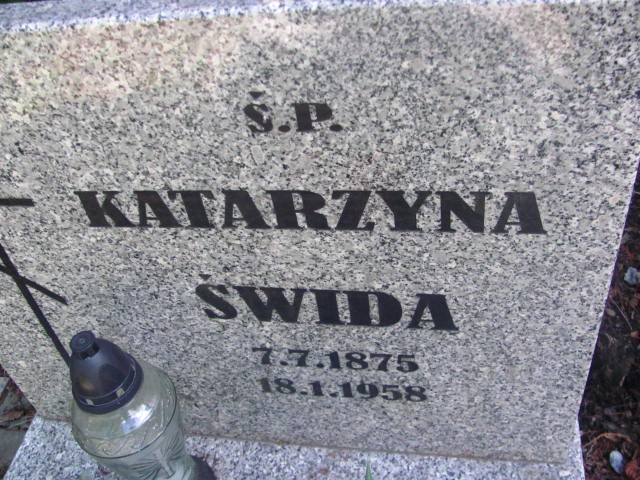 Ś.P.
KATARZYNA
ŚWIDA
7.7.1875
18.1.1958